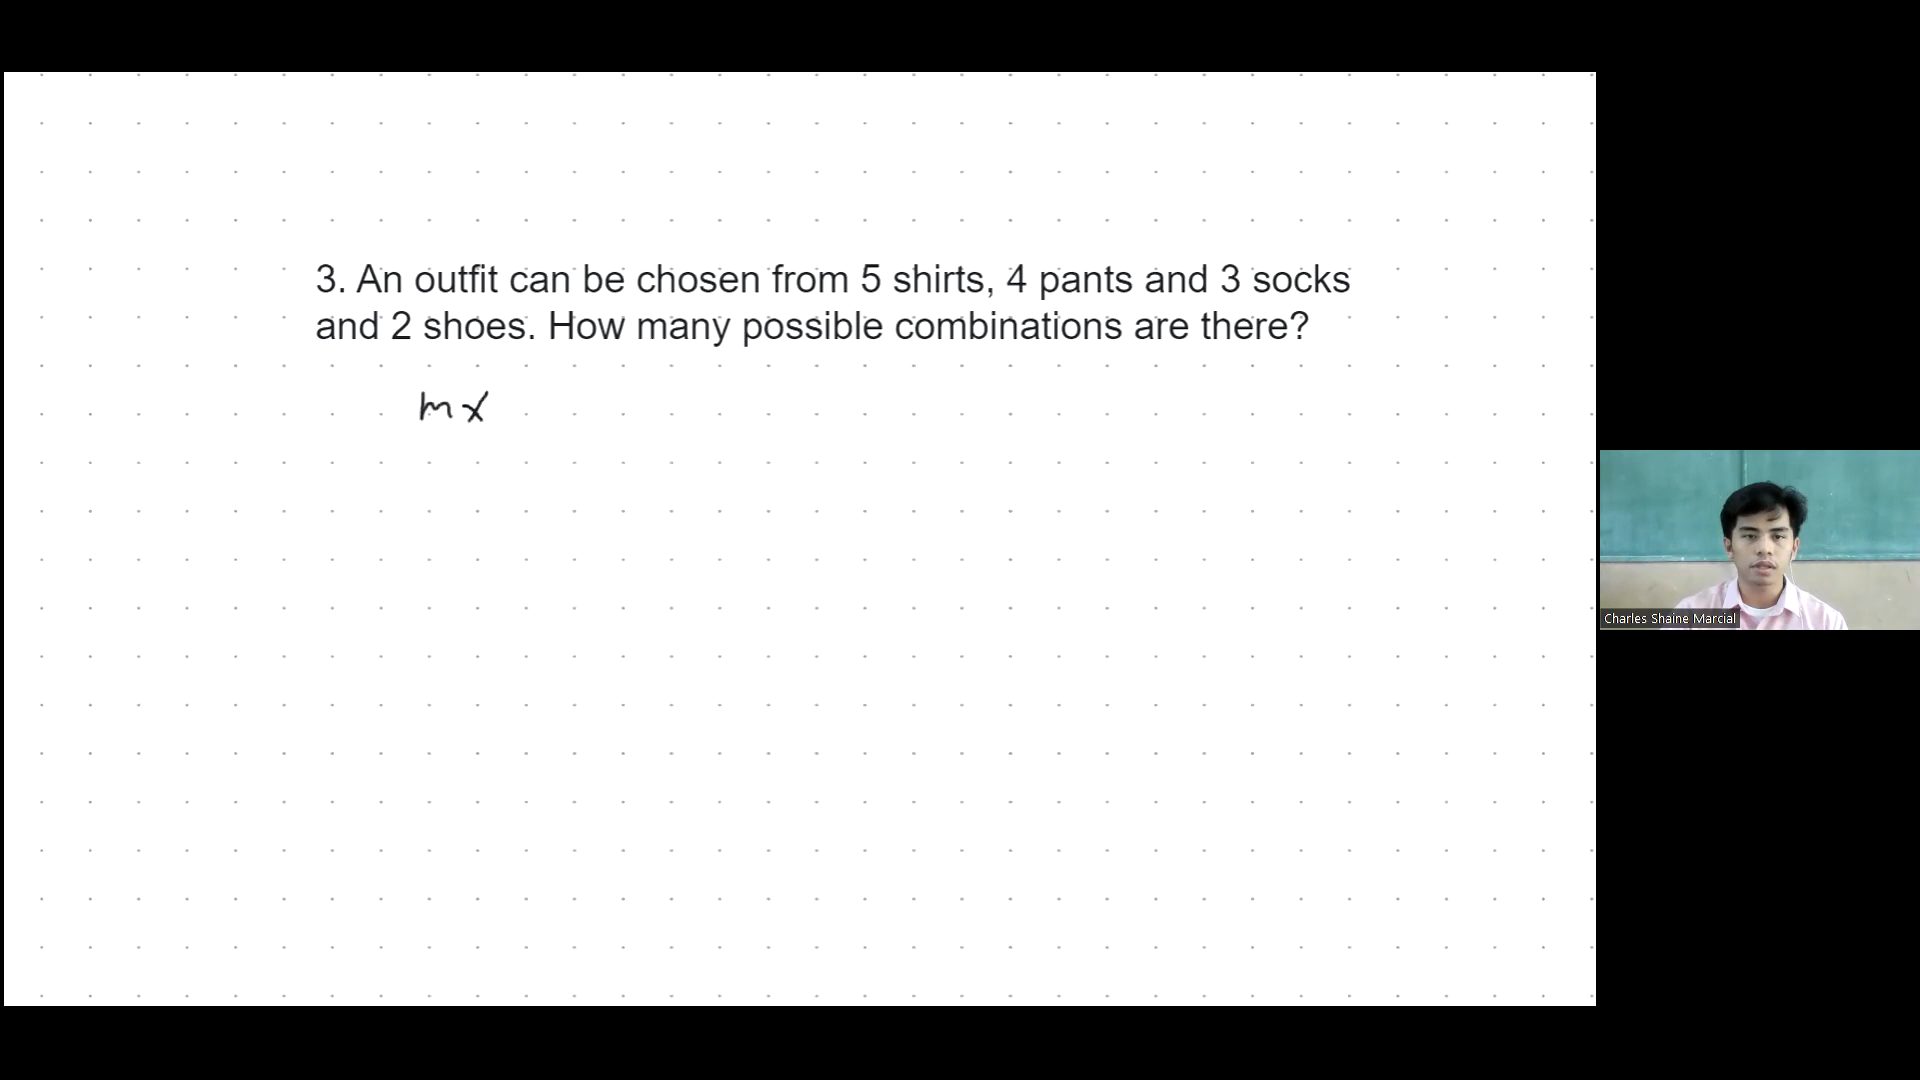 3. An outfit can be chosen from 5 shirts, 4 pants and 3 socks
and 2 shoes. How many possible combinations are there?
m x
Charles Shaine Marcial